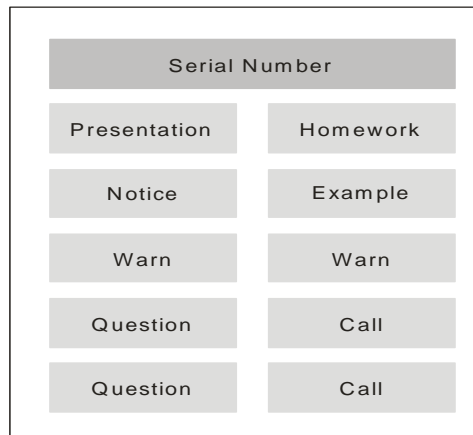 Serial Number
Presentation Homework
Notice Example
Warn Warn
Question Call
Question Call